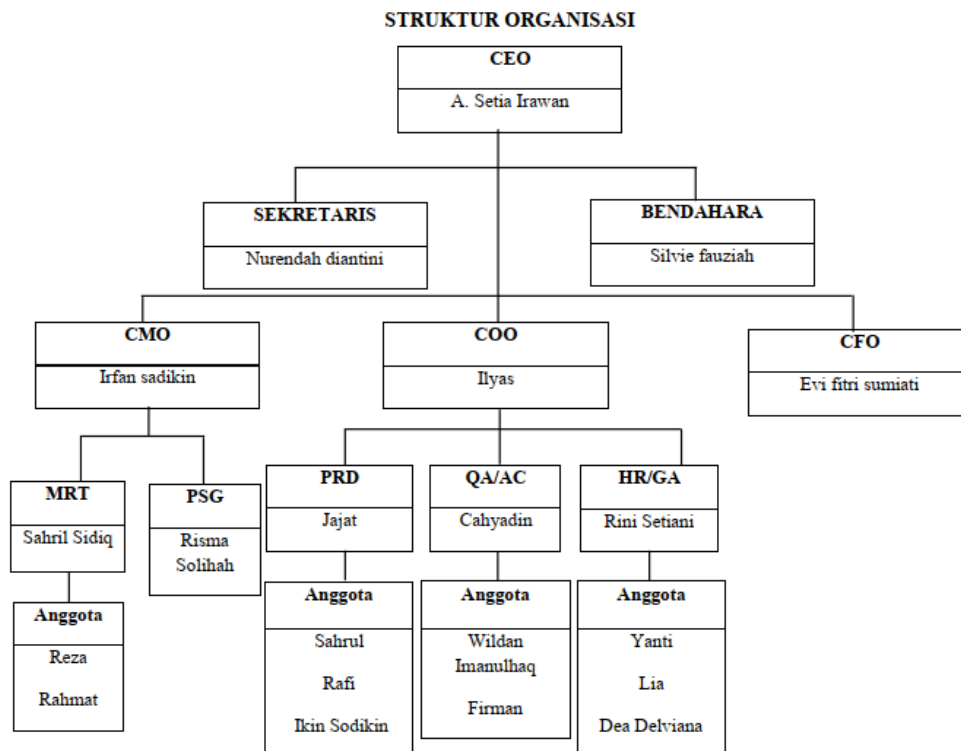 STRUKTUR ORGANISASI
CEO
A. Setia Irawan
SEKRETARIS
Nurendah diantini
BENDAHARA
Silvie fauziah
CMO
Irfan sadikin
COO
Ilyas
CFO
Evi fitri sumiati
MRT
Sahril Sidiq
PSG
Risma
Solihah
PRD
Jajat
QA/AC
Cahyadin
HR/GA
Rini Setiani
Anggota
Reza
Rahmat
Anggota
Sahrul
Rafi
Ikin Sodikin
Anggota
Wildan
Imanulhaq
Firman
Anggota
Yanti
Lia
Dea Delviana